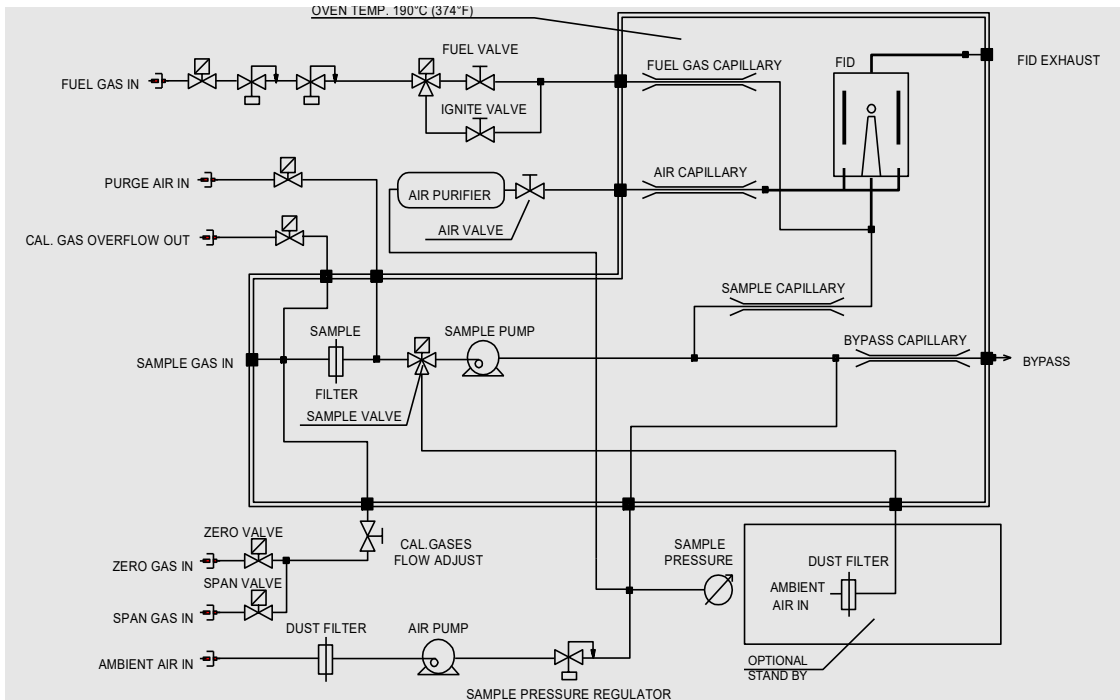 OVEN TEMP. 190°C (374°F)
FUEL VALVE
FUEL GAS CAPILLARY
FID
FID EXHAUST
FUEL GAS IN
IGNITE VALVE
PURGE AIR IN
AIR PURIFIER
AIR CAPILLARY
AIR VALVE
CAL. GAS OVERFLOW OUT
SAMPLE CAPILLARY
SAMPLE
SAMPLE PUMP
BYPASS CAPILLARY
SAMPLE GAS IN
BYPASS
FILTER
SAMPLE VALVE
ZERO VALVE
CAL.GASES
FLOW ADJUST
SAMPLE
PRESSURE
ZERO GAS IN
DUST FILTER
SPAN VALVE
AMBIENT
AIR IN
SPAN GAS IN
DUST FILTER
AIR PUMP
AMBIENT AIR IN
OPTIONAL
STAND BY
SAMPLE PRESSURE REGULATOR